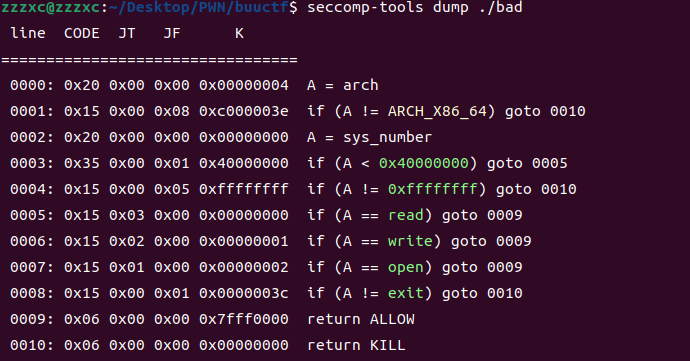 zzzxc@zzzxc:~/Desktop/PWN/buuctf$ seccomp-tools dump ./bad
 line  CODE  JT   JF      K
=================================
 0000: 0x20 0x00 0x00 0x00000004  A = arch
 0001: 0x15 0x00 0x08 0xc000003e  if (A != ARCH_X86_64) goto 0010
 0002: 0x20 0x00 0x00 0x00000000  A = sys_number
 0003: 0x35 0x00 0x01 0x40000000  if (A < 0x40000000) goto 0005
 0004: 0x15 0x00 0x05 0xffffffff  if (A != 0xffffffff) goto 0010
 0005: 0x15 0x03 0x00 0x00000000  if (A == read) goto 0009
 0006: 0x15 0x02 0x00 0x00000001  if (A == write) goto 0009
 0007: 0x15 0x01 0x00 0x00000002  if (A == open) goto 0009
 0008: 0x15 0x00 0x01 0x0000003c  if (A != exit) goto 0010
 0009: 0x06 0x00 0x00 0x7fff0000  return ALLOW
 0010: 0x06 0x00 0x00 0x00000000  return KILL